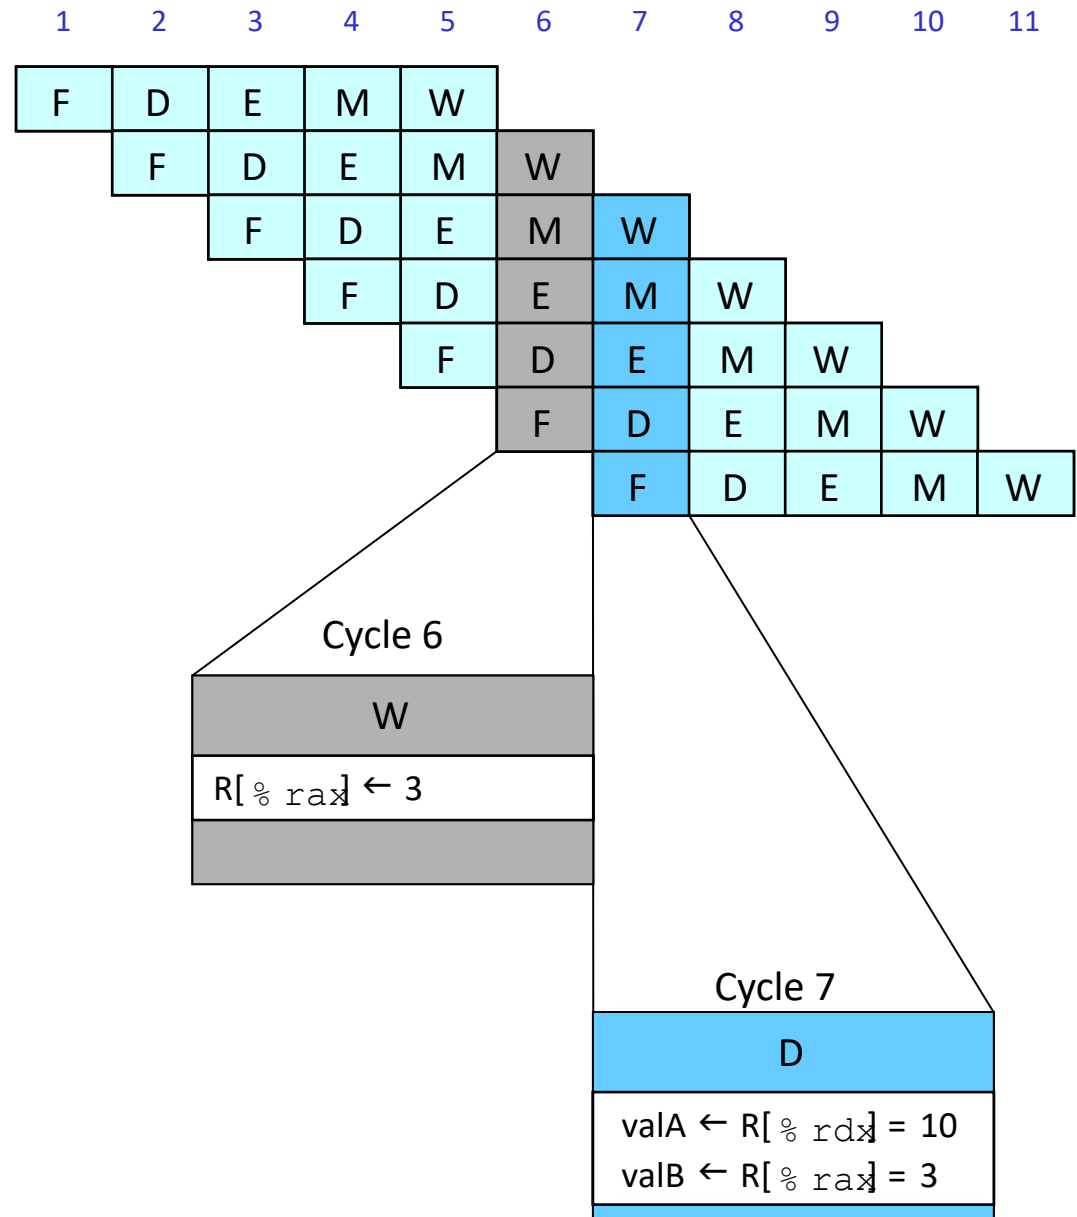 1 2 3 4 5 6 7 8 9 10 11
F D E M W
F D E M W
F D E M W
F D E M W
F D E M W
F D E M W
F D E M W
Cycle 6
W
R[ % rax] ← 3
Cycle 7
D
valA ← R[ % rdx] = 10
valB ← R[ % rax] = 3